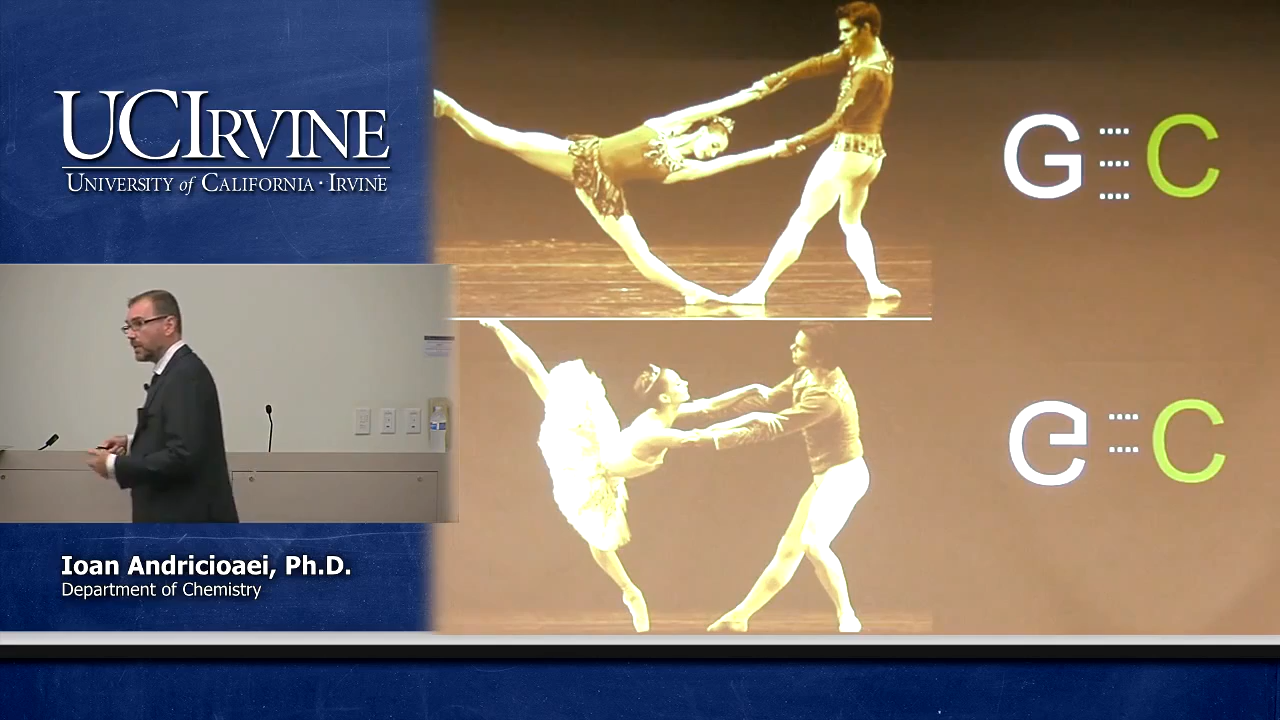 UCIRVINE
UNIVERSITY of CALIFORNIA · IRVINE
G C
C
Ioan Andricioaei, Ph.D.
Department of Chemistry